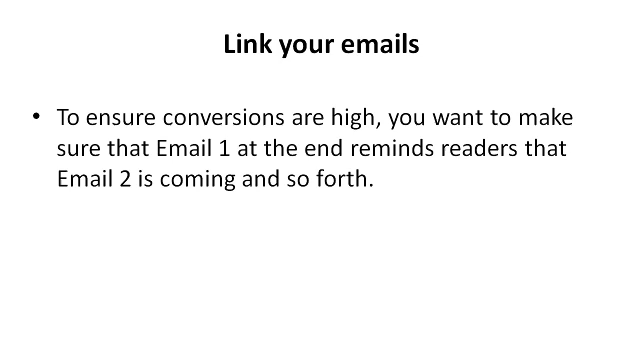 Link your emails
• To ensure conversions are high, you want to make
sure that Email 1 at the end reminds readers that
Email 2 is coming and so forth.